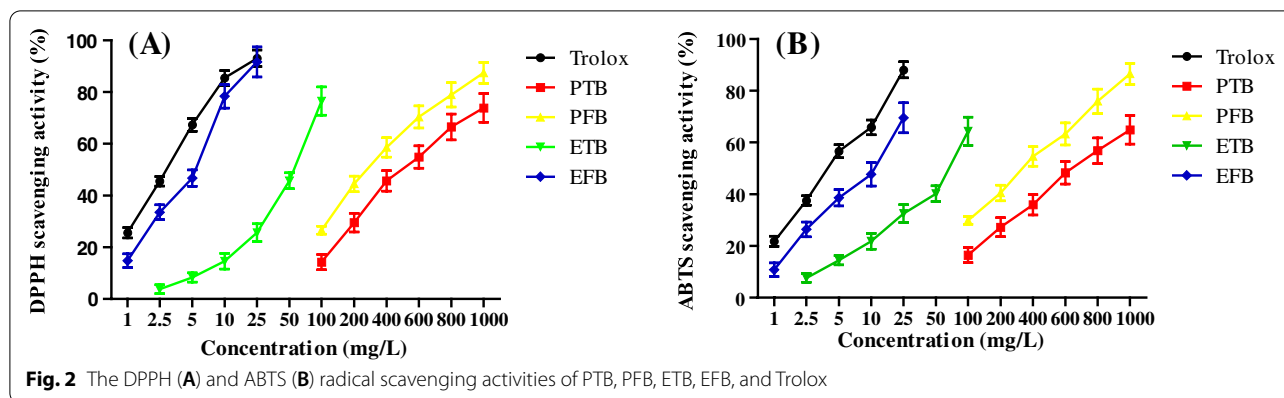 (A)
DPPH scavenging activity (%)
100
80
60
40
20
0
1 2.5 5 10 25 50 100 200 400 600 800 1000
Concentration (mg/L)
Trolox
PTB
PFB
ETB
EFB
(B)
ABTS scavenging activity (%)
100
80
60
40
20
0
1 2.5 5 10 25 50 100 200 400 600 800 1000
Concentration (mg/L)
Trolox
PTB
PFB
ETB
EFB
Fig. 2 The DPPH (A) and ABTS (B) radical scavenging activities of PTB, PFB, ETB, EFB, and Trolox